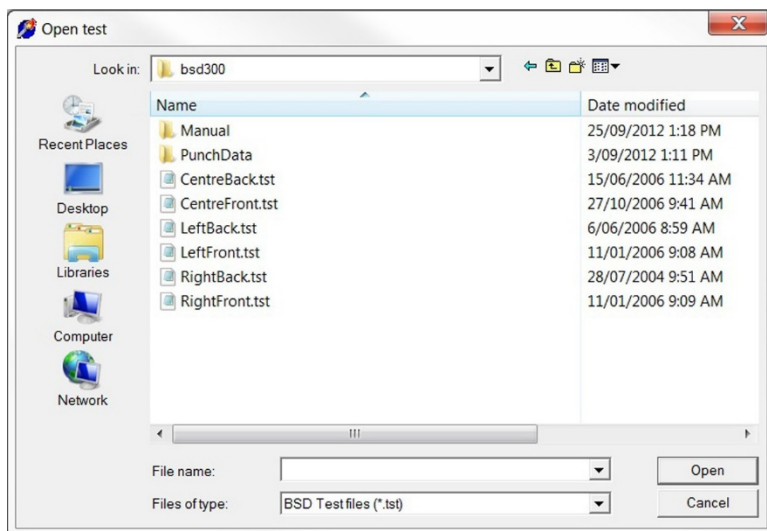 Open test
Look in: bsd300
Name Date modified
Manual 25/09/2012 1:18 PM
PunchData 3/09/2012 1:11 PM
CentreBack.tst 15/06/2006 11:34 AM
CentreFront.tst 27/10/2006 9:41 AM
LeftBack.tst 6/06/2006 8:59 AM
LeftFront.tst 11/01/2006 9:08 AM
RightBack.tst 28/07/2004 9:51 AM
RightFront.tst 11/01/2006 9:09 AM
Recent Places
Desktop
Libraries
Computer
Network
File name: Open
Files of type: BSD Test files (*.tst) Cancel